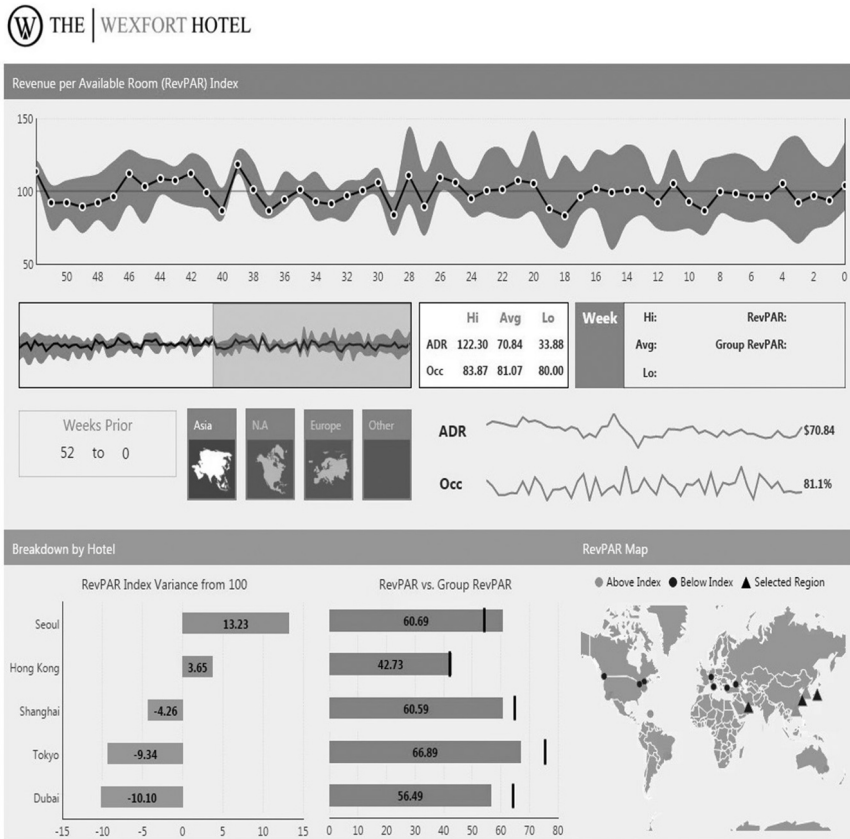 W THE | WEXFORT HOTEL
Revenue per Available Room (RevPAR) Index
150
100
50
50 48 46 44 42 40 38 36 34 32 30 28 26 24 22 20 18 16 14 12 10 8 6 4 2 0
Hi Avg Lo
ADR 122.30 70.84 33.88
Occ 83.87 81.07 80.00
Week
Hi: RevPAR:
Avg: Group RevPAR:
Lo:
Weeks Prior
52 to 0
Asia N.A Europe Other
ADR $70.84
Occ 81.1%
Breakdown by Hotel
RevPAR Map
RevPAR Index Variance from 100
RevPAR vs. Group RevPAR
Above Index Below Index Selected Region
Seoul 13.23 60.69
Hong Kong 3.65 42.73
Shanghai -4.26 60.59
Tokyo -9.34 66.89
Dubai -10.10 56.49
-15 -10 -5 0 5 10 15
0 10 20 30 40 50 60 70 80